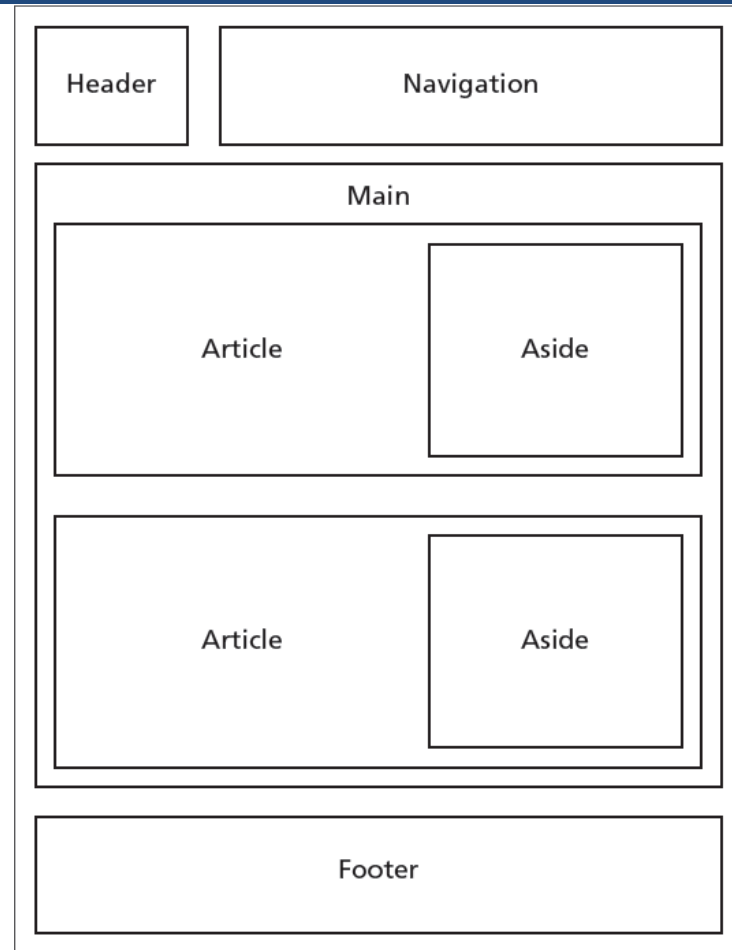 Header
Navigation
Main
Article
Aside
Article
Aside
Footer